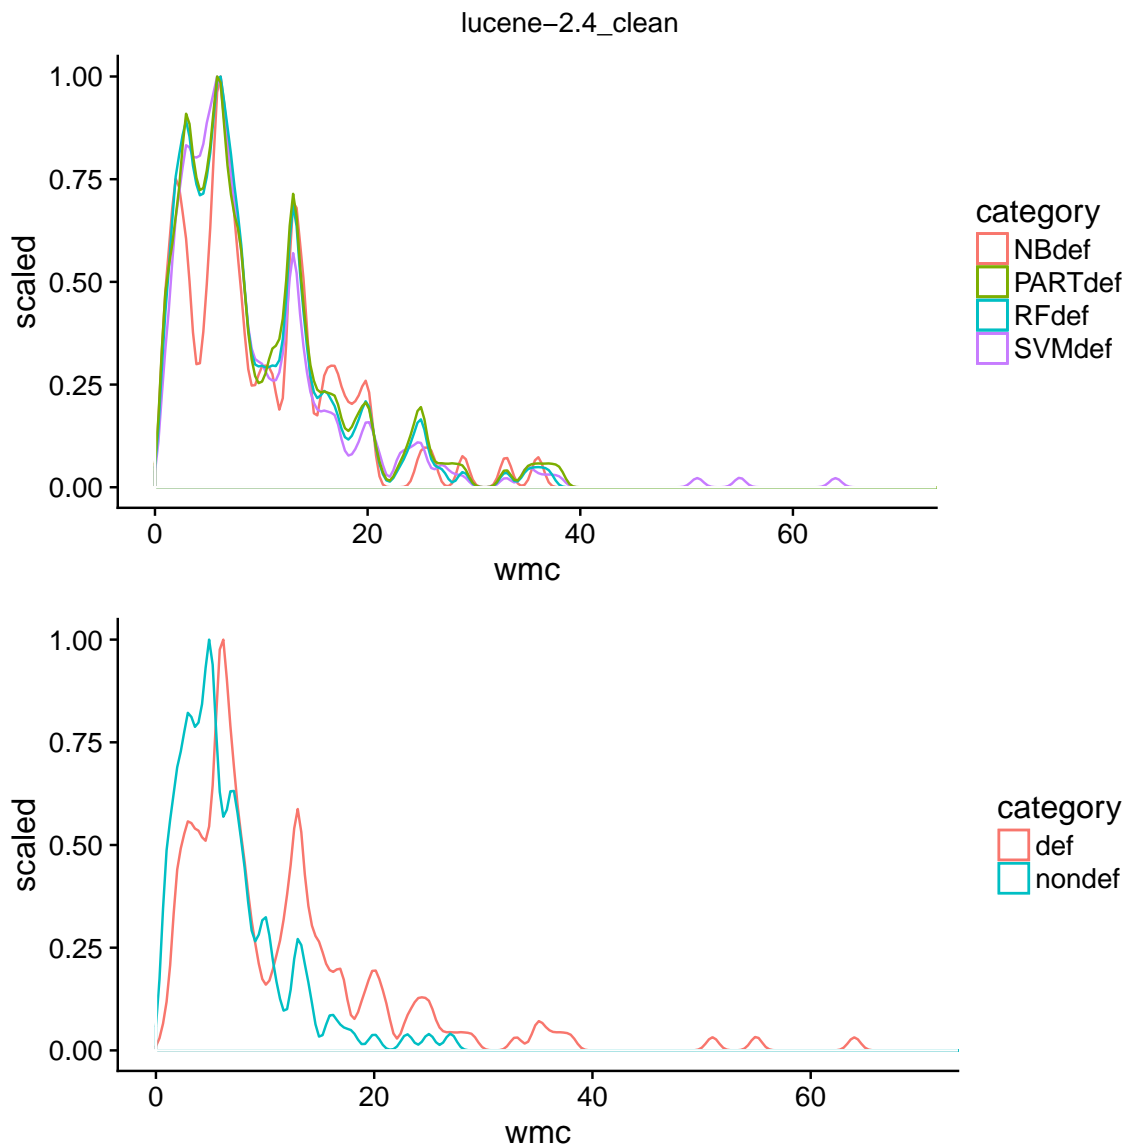 lucene−2.4_clean
1.00
0.75
0.50
0.25
0.00
scaled
0
20
40
60
wmc
category
NBdef
PARTdef
RFdef
SVMdef
1.00
0.75
0.50
0.25
0.00
scaled
0
20
40
60
wmc
category
def
nondef